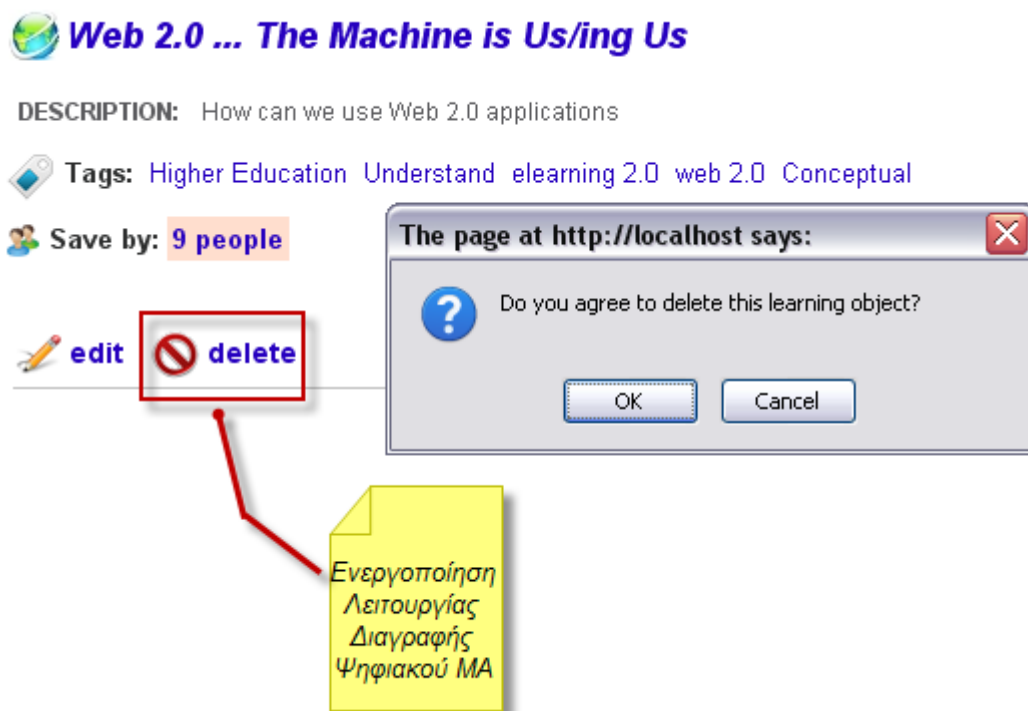 Web 2.0 ... The Machine is Us/ing Us
DESCRIPTION: How can we use Web 2.0 applications
Tags: Higher Education Understand elearning 2.0 web 2.0 Conceptual
Save by: 9 people
The page at http://localhost says:
Do you agree to delete this learning object?
OK Cancel
edit delete
Ενεργοποίηση
Λειτουργίας
Διαγραφής
Ψηφιακού ΜΑ